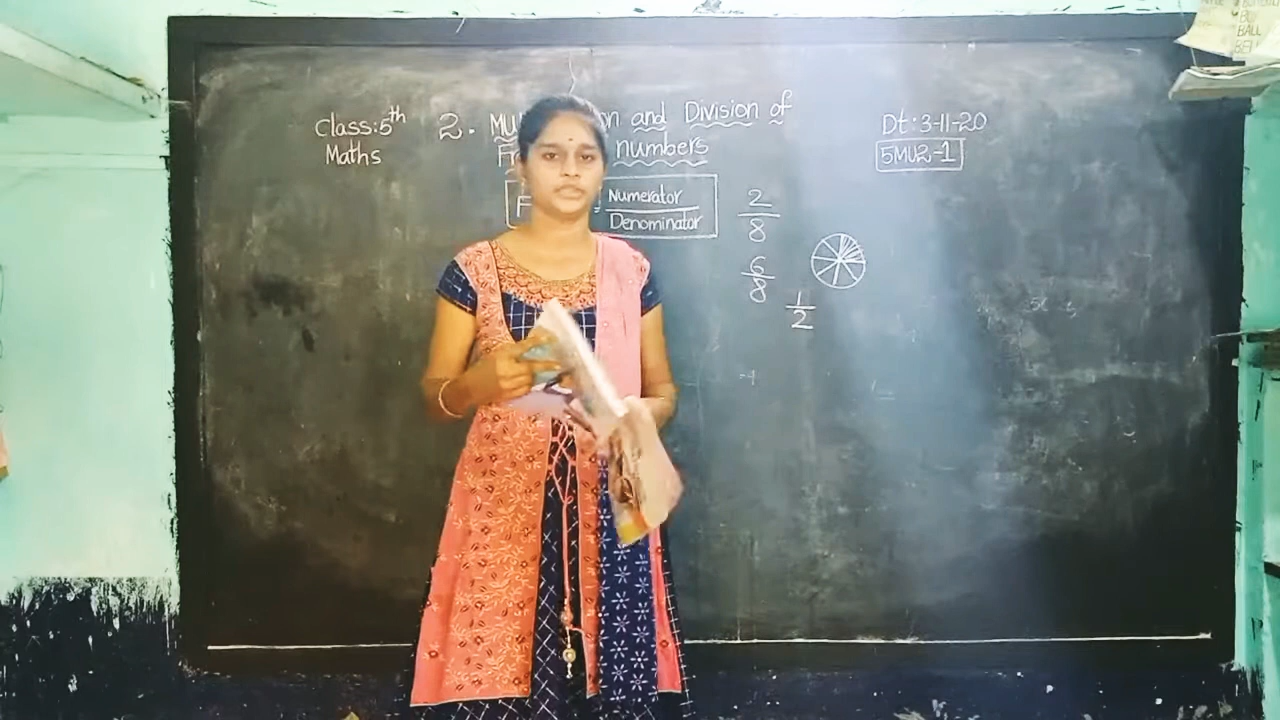 Class:5th
Maths
2. Mu on and Division of
numbers
Numerator
Denominator
Dt:3-11-20
5MU2-1
2
8
6
8
1
2
BALL